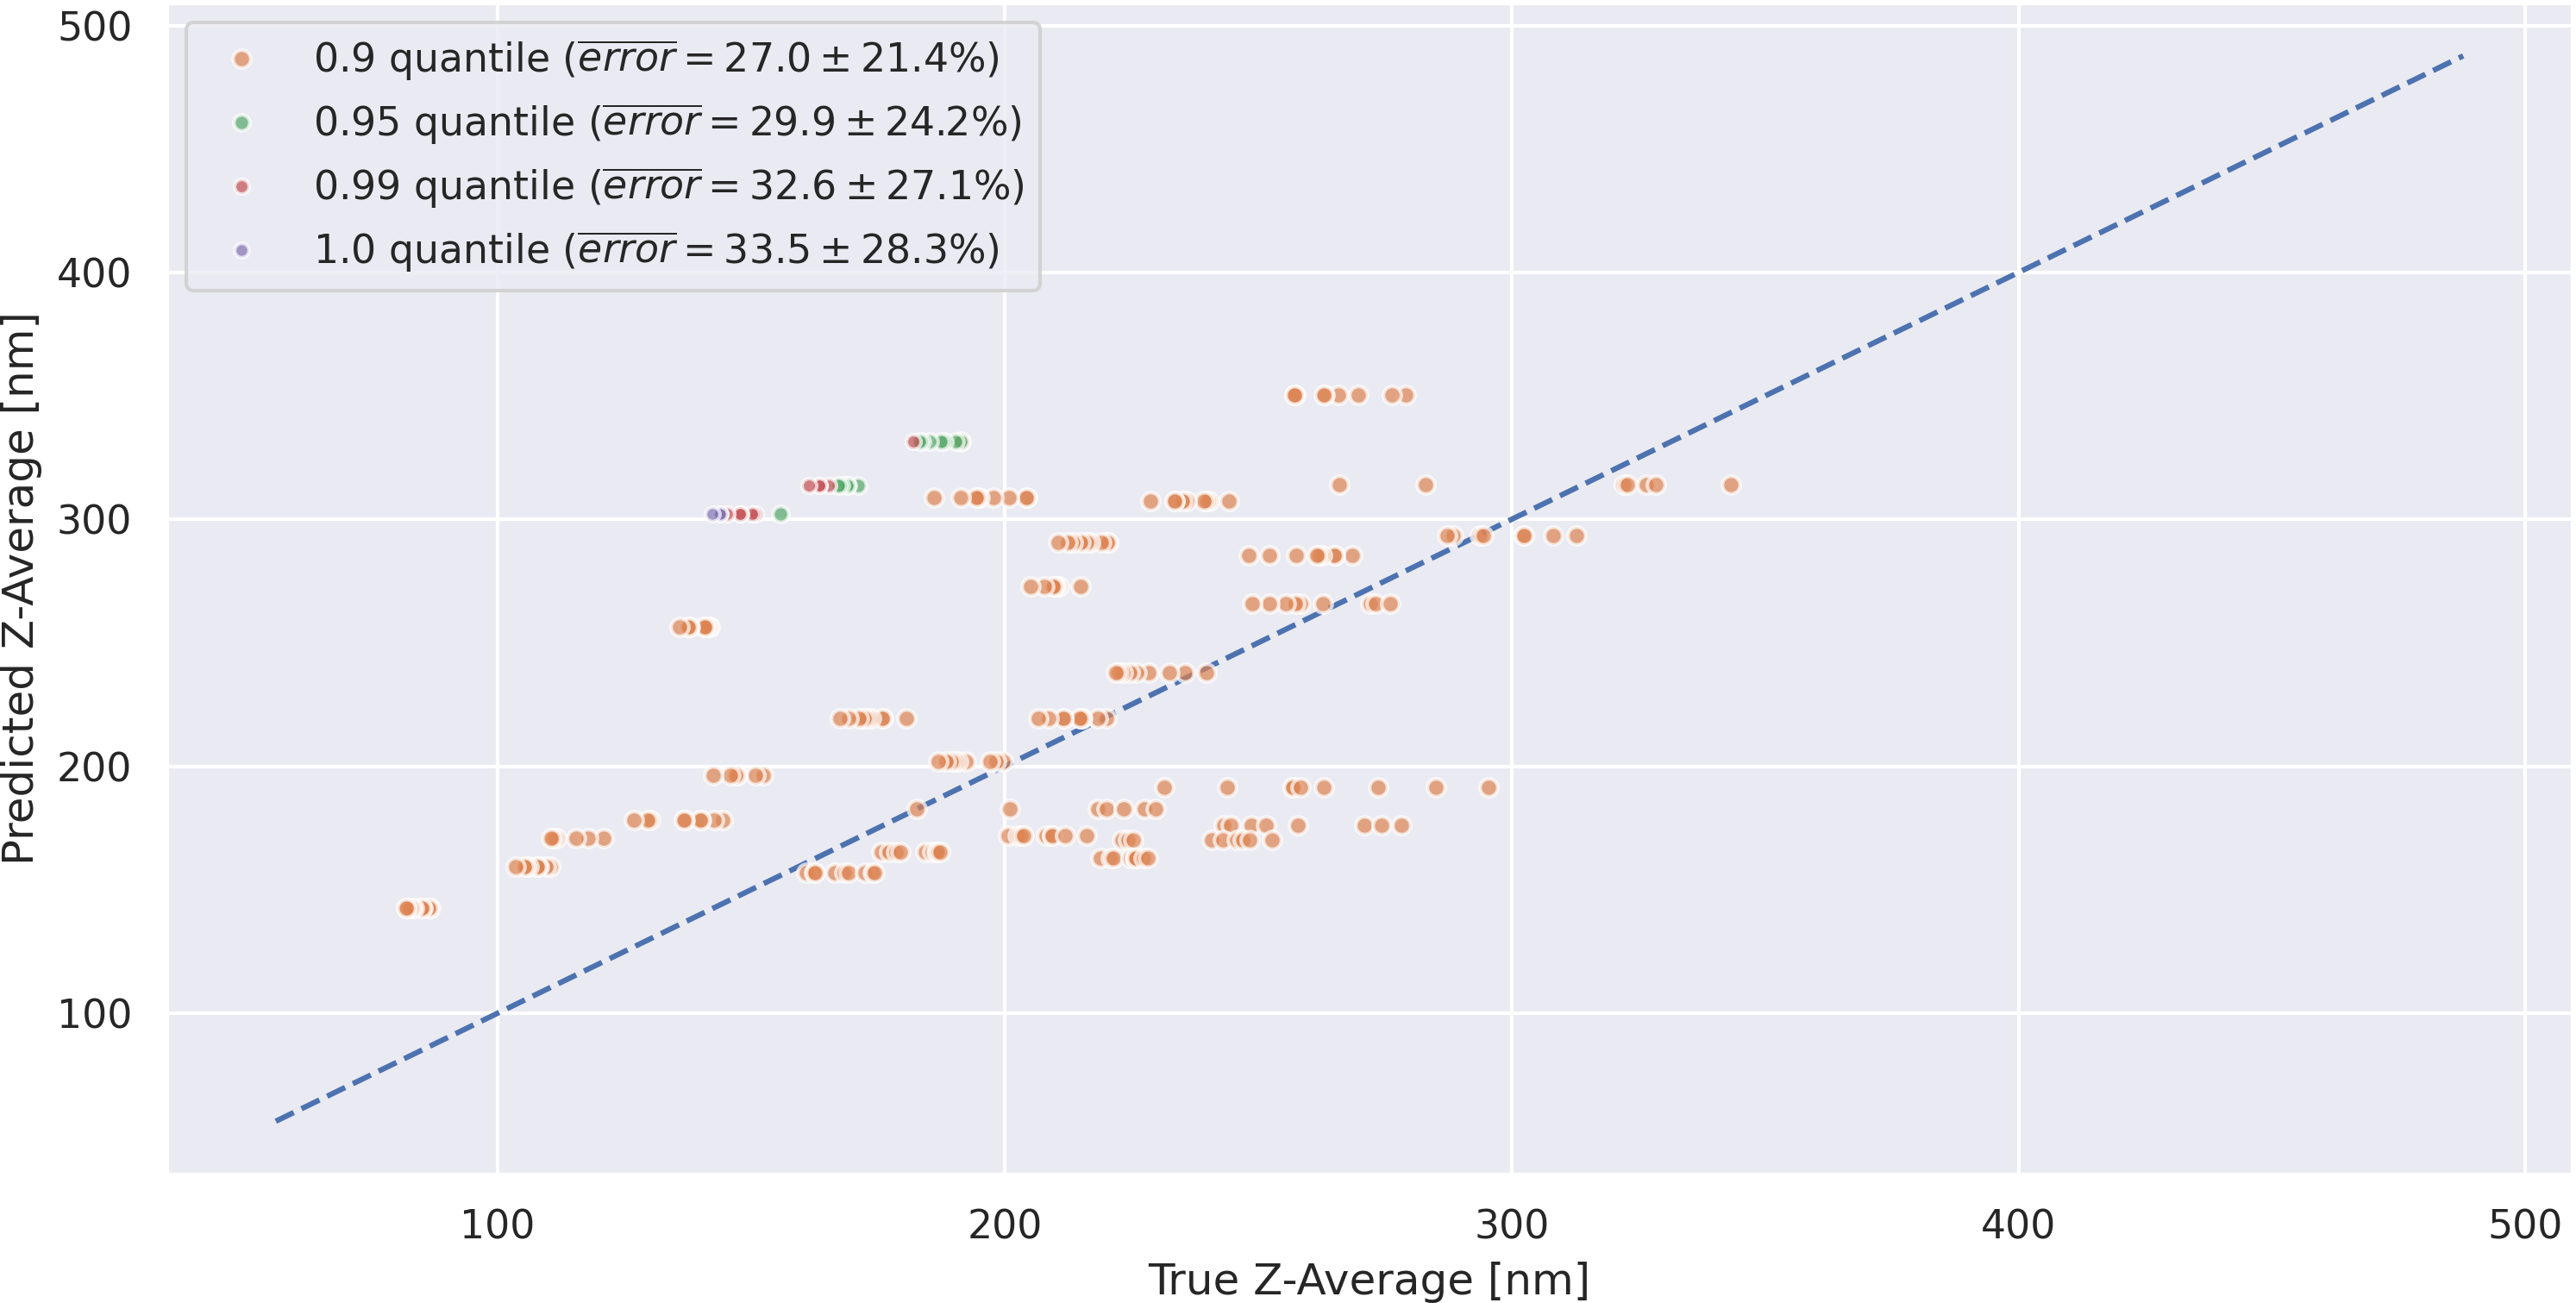 0.9 quantile (error = 27.0 ± 21.4%)
0.95 quantile (error = 29.9 ± 24.2%)
0.99 quantile (error = 32.6 ± 27.1%)
1.0 quantile (error = 33.5 ± 28.3%)
500
400
300
200
100
Predicted Z-Average [nm]
100 200 300 400 500
True Z-Average [nm]